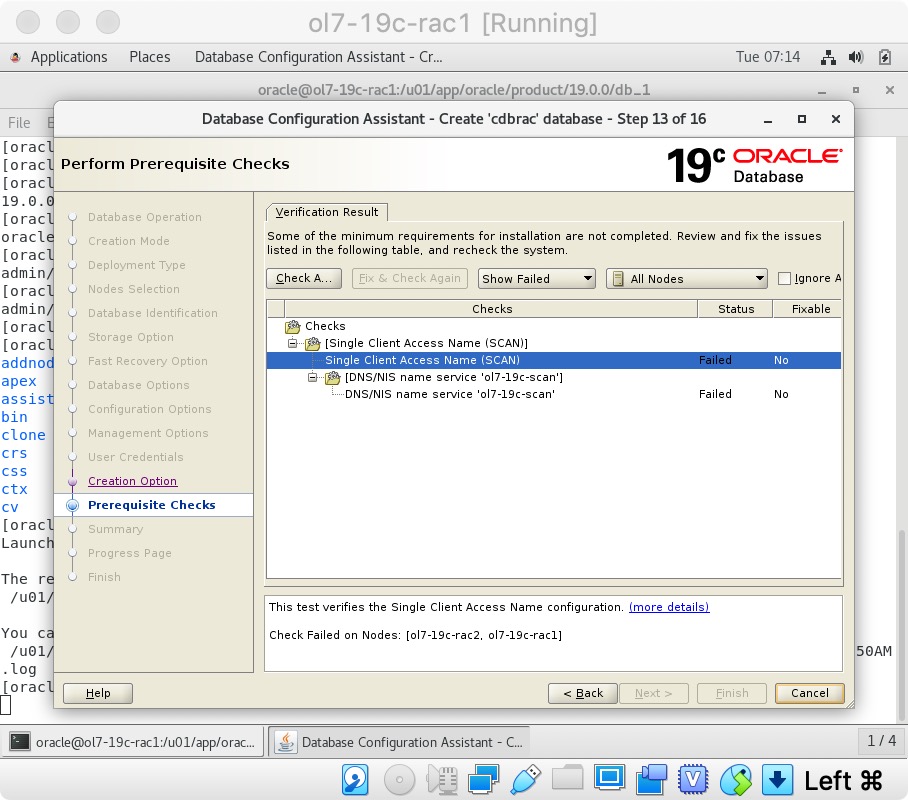 ol7-19c-rac1 [Running]
Applications Places Database Configuration Assistant - Cr... Tue 07:14
oracle@ol7-19c-rac1:/u01/app/oracle/product/19.0.0/db_1
File E
Database Configuration Assistant - Create 'cdbrac' database - Step 13 of 16
Perform Prerequisite Checks
19c ORACLE
Database
[oracl
[oracl
[oracl
19.0.0
[oracl
oracle
[oracl
admin/
[oracl
admin/
[oracl
[oracl
addnod
apex
assist
bin
clone
crs
css
ctx
cv
[oracl
Launch
The re
/u01/
You ca
/u01/
50AM
.log
[oracl
Database Operation
Creation Mode
Deployment Type
Nodes Selection
Database Identification
Storage Option
Fast Recovery Option
Database Options
Configuration Options
Management Options
User Credentials
Creation Option
Prerequisite Checks
Summary
Progress Page
Finish
Verification Result
Some of the minimum requirements for installation are not completed. Review and fix the issues
listed in the following table, and recheck the system.
Check A... Fix & Check Again Show Failed All Nodes Ignore A
Checks Status Fixable
Checks
[Single Client Access Name (SCAN)]
Single Client Access Name (SCAN) Failed No
[DNS/NIS name service 'ol7-19c-scan']
DNS/NIS name service 'ol7-19c-scan' Failed No
This test verifies the Single Client Access Name configuration. (more details)
Check Failed on Nodes: [ol7-19c-rac2, ol7-19c-rac1]
Help < Back Next > Finish Cancel
oracle@ol7-19c-rac1:/u01/app/orac... Database Configuration Assistant - C... 1 / 4
Left ⌘